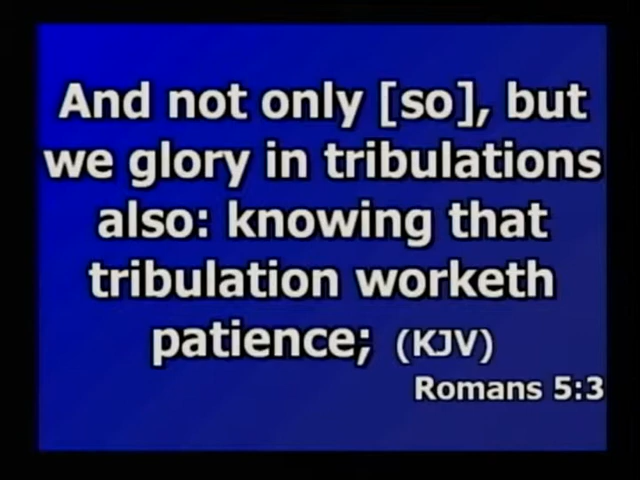 And not only [so], but
we glory in tribulations
also: knowing that
tribulation worketh
patience; (KJV)
Romans 5:3